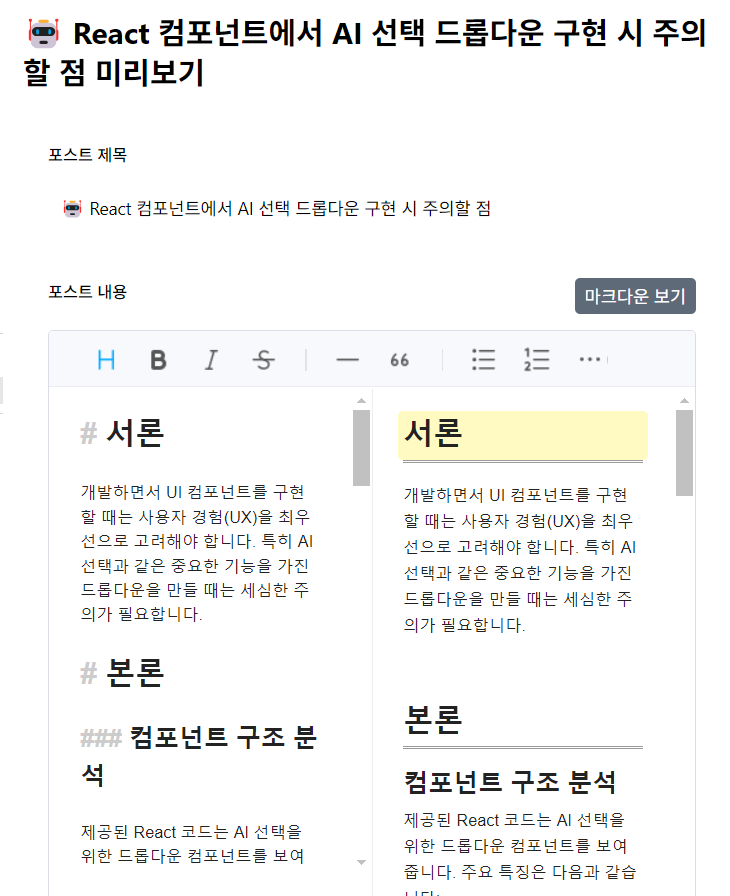 🤖 React 컴포넌트에서 AI 선택 드롭다운 구현 시 주의
할 점 미리보기
포스트 제목
🤖 React 컴포넌트에서 AI 선택 드롭다운 구현 시 주의할 점
포스트 내용
마크다운 보기
H B I S — 66
# 서론
개발하면서 UI 컴포넌트를 구현
할 때는 사용자 경험(UX)을 최우
선으로 고려해야 합니다. 특히 AI
선택과 같은 중요한 기능을 가진
드롭다운을 만들 때는 세심한 주
의가 필요합니다.
# 본론
### 컴포넌트 구조 분
석
제공된 React 코드는 AI 선택을
위한 드롭다운 컴포넌트를 보여
서론
개발하면서 UI 컴포넌트를 구현
할 때는 사용자 경험(UX)을 최우
선으로 고려해야 합니다. 특히 AI
선택과 같은 중요한 기능을 가진
드롭다운을 만들 때는 세심한 주
의가 필요합니다.
본론
컴포넌트 구조 분석
제공된 React 코드는 AI 선택을
위한 드롭다운 컴포넌트를 보여
줍니다. 주요 특징은 다음과 같습